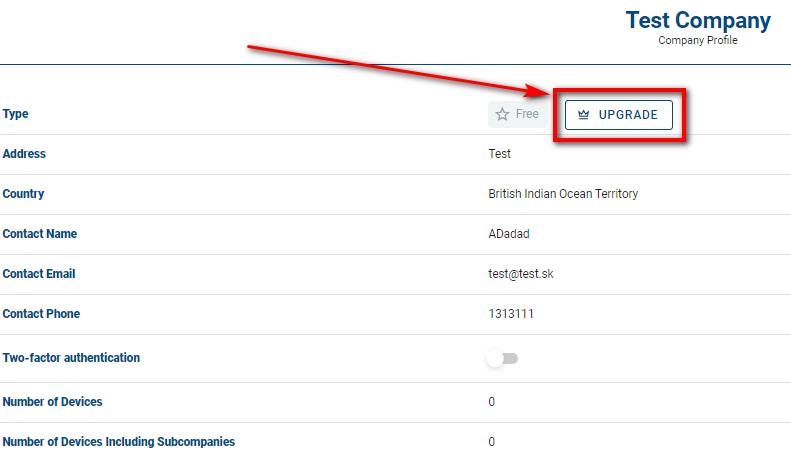 Test Company
Company Profile
Type Free UPGRADE
Address Test
Country British Indian Ocean Territory
Contact Name ADadad
Contact Email test@test.sk
Contact Phone 1313111
Two-factor authentication
Number of Devices 0
Number of Devices Including Subcompanies 0